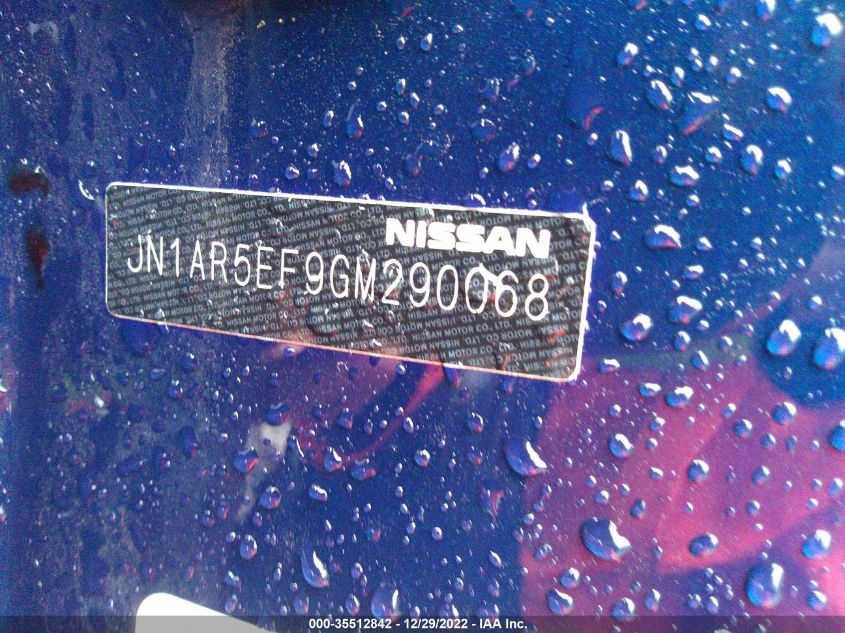 NISSAN
JN1AR5EF9GM290068
000-35512842 - 12/29/2022 - IAA Inc.